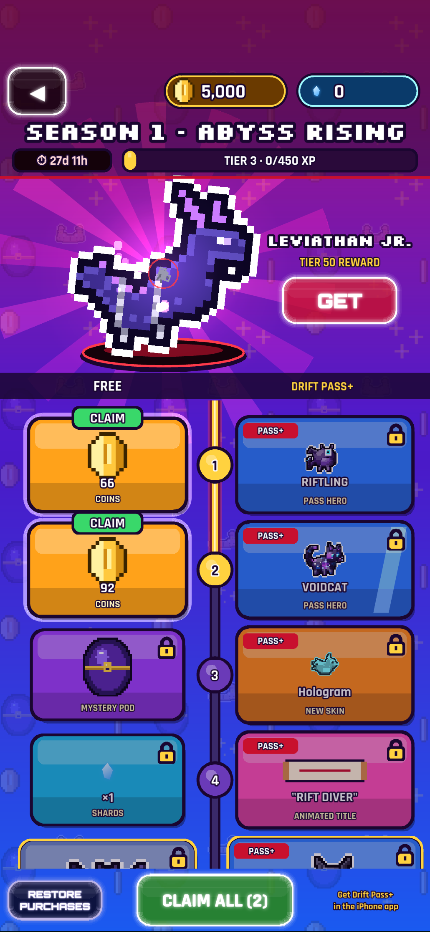 5,000
0
SEASON 1 - ABYSS RISING
27d 11h
TIER 3 · 0/450 XP
LEVIATHAN JR.
TIER 50 REWARD
GET
FREE
DRIFT PASS+
CLAIM
66
COINS
1
PASS+
RIFTLING
PASS HERO
CLAIM
92
COINS
2
PASS+
VOIDCAT
PASS HERO
MYSTERY POD
3
PASS+
Hologram
NEW SKIN
×1
SHARDS
4
PASS+
"RIFT DIVER"
ANIMATED TITLE
PASS+
RESTORE
PURCHASES
CLAIM ALL (2)
Get Drift Pass+
in the iPhone app